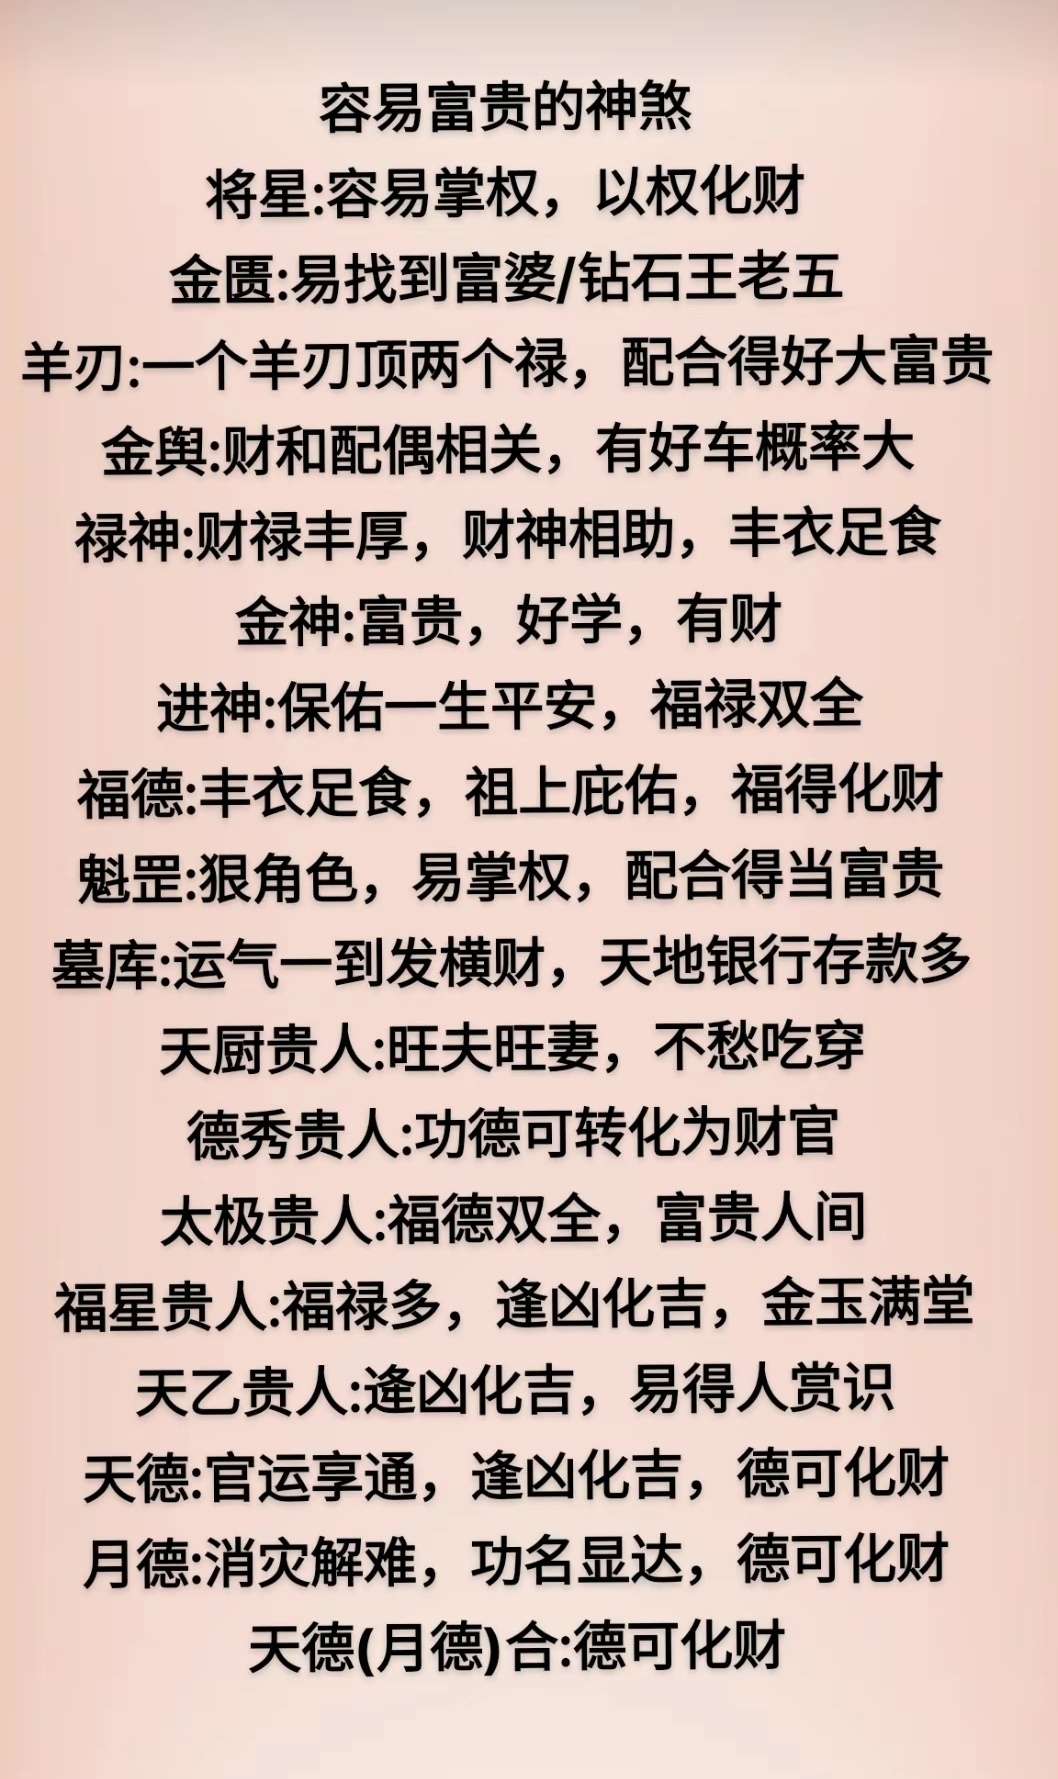 容易富贵的神煞
将星:容易掌权，以权化财
金匮:易找到富婆/钻石王老五
羊刃:一个羊刃顶两个禄，配合得好大富贵
金舆:财和配偶相关，有好车概率大
禄神:财禄丰厚，财神相助，丰衣足食
金神:富贵，好学，有财
进神:保佑一生平安，福禄双全
福德:丰衣足食，祖上庇佑，福得化财
魁罡:狠角色，易掌权，配合得当富贵
墓库:运气一到发横财，天地银行存款多
天厨贵人:旺夫旺妻，不愁吃穿
德秀贵人:功德可转化为财官
太极贵人:福德双全，富贵人间
福星贵人:福禄多，逢凶化吉，金玉满堂
天乙贵人:逢凶化吉，易得人赏识
天德:官运享通，逢凶化吉，德可化财
月德:消灾解难，功名显达，德可化财
天德(月德)合:德可化财